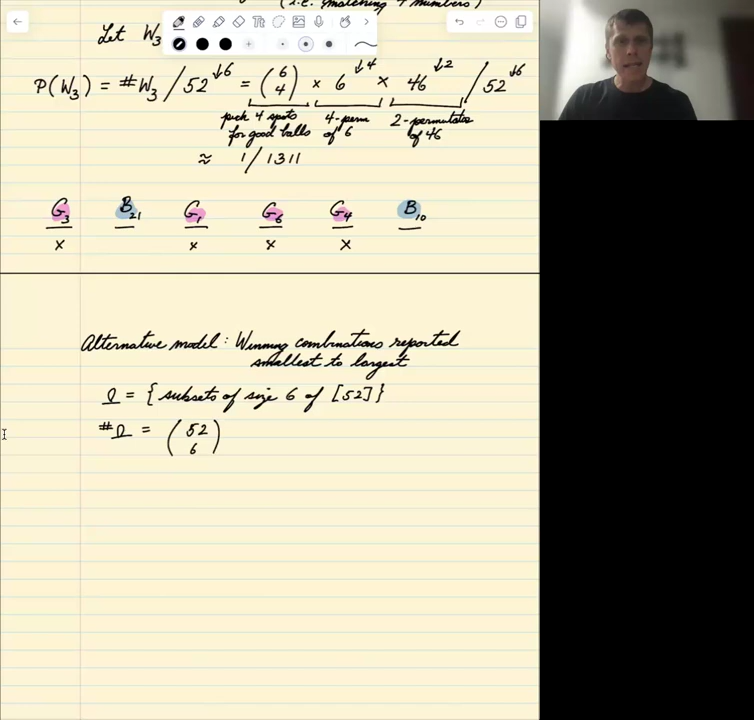 (i.e. matching 4 numbers)
Let W₃
P(W₃) = #W₃ / 52^↓6 = (6 4) × 6^↓4 × 46^↓2 / 52^↓6
pick 4 spots for good balls
4-perm of 6
2-permutations of 46
≈ 1/1311
G₃ B₂₁ G₁ G₆ G₄ B₁₀
x x x x
Alternative model: Winning combinations reported
smallest to largest
Ω = { subsets of size 6 of [52] }
#Ω = (52 6)